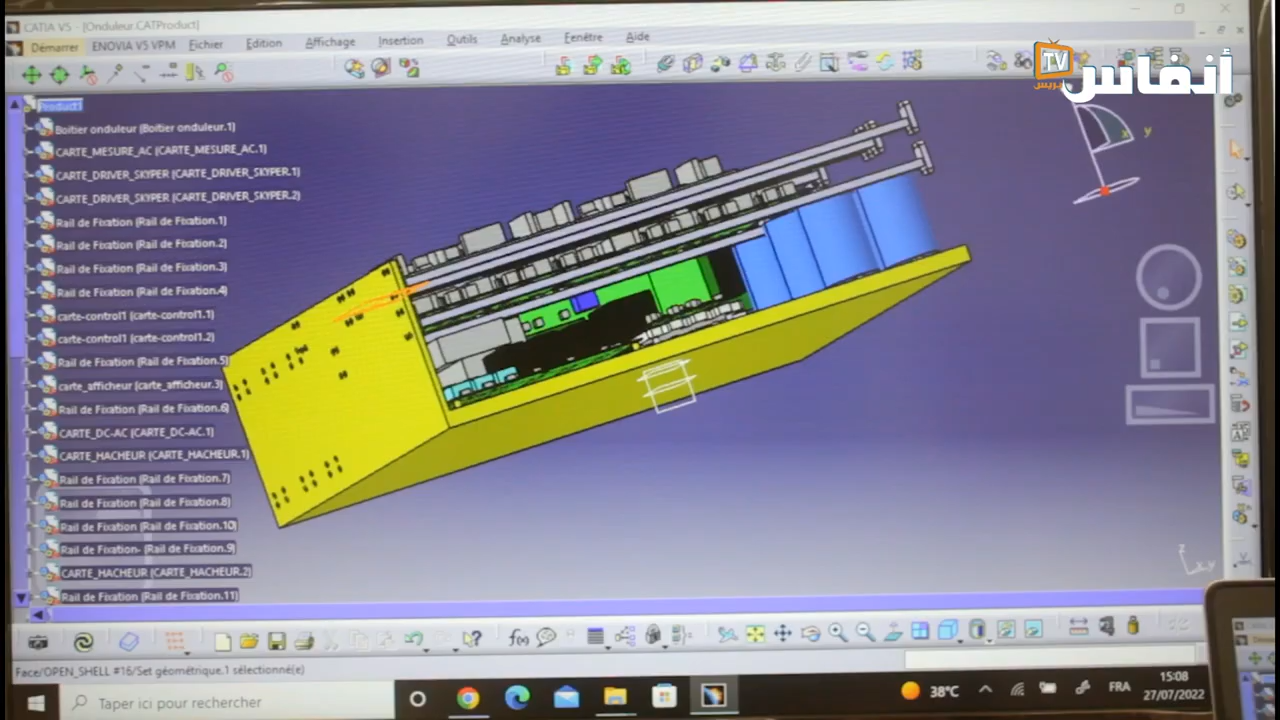 CATIA V5 - [Onduleur.CATProduct]
Démarrer ENOVIA V5 VPM Fichier Edition Affichage Insertion Outils Analyse Fenêtre Aide
TV
أنفاس
بريس
Product1
Boitier onduleur (Boitier onduleur.1)
CARTE_MESURE_AC (CARTE_MESURE_AC.1)
CARTE_DRIVER_SKYPER (CARTE_DRIVER_SKYPER.1)
CARTE_DRIVER_SKYPER (CARTE_DRIVER_SKYPER.2)
Rail de Fixation (Rail de Fixation.1)
Rail de Fixation (Rail de Fixation.2)
Rail de Fixation (Rail de Fixation.3)
Rail de Fixation (Rail de Fixation.4)
carte-control1 (carte-control1.1)
carte-control1 (carte-control1.2)
Rail de Fixation (Rail de Fixation.5)
carte_afficheur (carte_afficheur.3)
Rail de Fixation (Rail de Fixation.6)
CARTE_DC-AC (CARTE_DC-AC.1)
CARTE_HACHEUR (CARTE_HACHEUR.1)
Rail de Fixation (Rail de Fixation.7)
Rail de Fixation (Rail de Fixation.8)
Rail de Fixation (Rail de Fixation.10)
Rail de Fixation- (Rail de Fixation.9)
CARTE_HACHEUR (CARTE_HACHEUR.2)
Rail de Fixation (Rail de Fixation.11)
x y
z
x y
f(x)
Face/OPEN_SHELL #16/Set géométrique.1 sélectionné(e)
Taper ici pour rechercher
38°C
FRA
15:08
27/07/2022